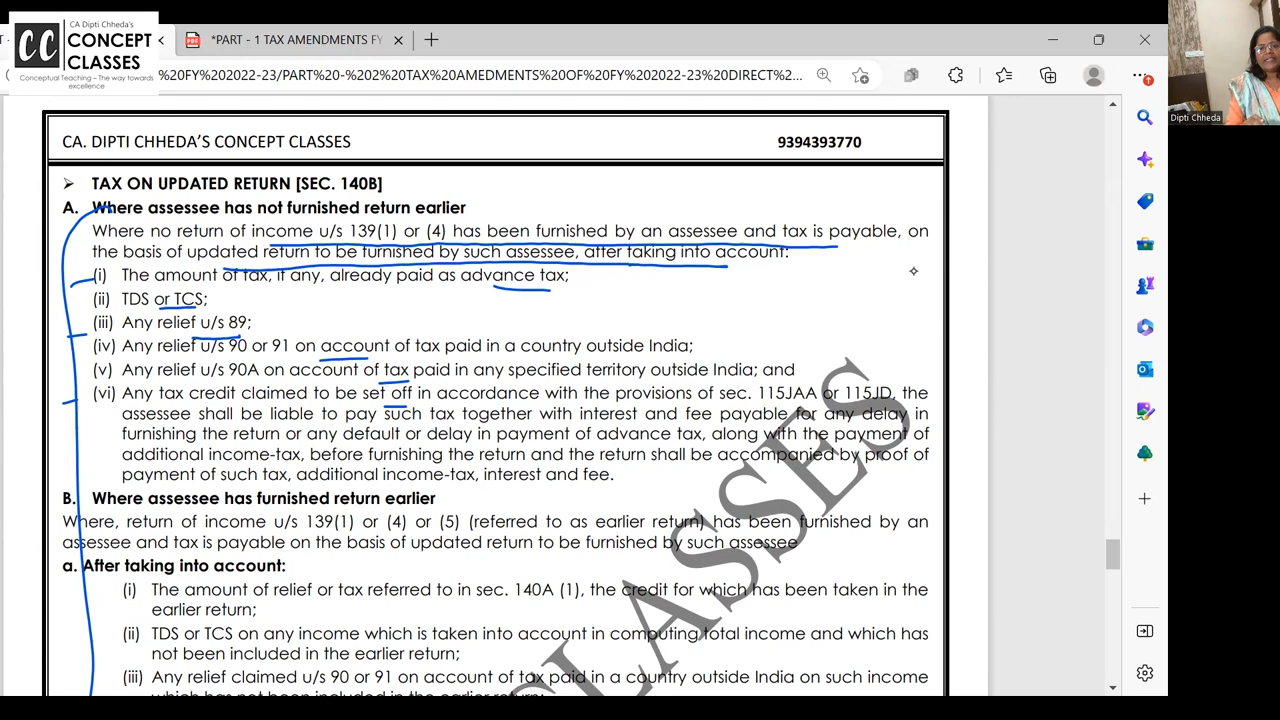 CA Dipti Chheda's
CONCEPT
CLASSES
Conceptual Teaching – The way towards
excellence
CC
*PART - 1 TAX AMENDMENTS FY
%20FY%202022-23/PART%20-%202%20TAX%20AMEDMENTS%20OF%20FY%202022-23%20DIRECT%2...
Dipti Chheda
CA. DIPTI CHHEDA'S CONCEPT CLASSES 9394393770
➢ TAX ON UPDATED RETURN [SEC. 140B]
A. Where assessee has not furnished return earlier
Where no return of income u/s 139(1) or (4) has been furnished by an assessee and tax is payable, on
the basis of updated return to be furnished by such assessee, after taking into account:
(i) The amount of tax, if any, already paid as advance tax;
(ii) TDS or TCS;
(iii) Any relief u/s 89;
(iv) Any relief u/s 90 or 91 on account of tax paid in a country outside India;
(v) Any relief u/s 90A on account of tax paid in any specified territory outside India; and
(vi) Any tax credit claimed to be set off in accordance with the provisions of sec. 115JAA or 115JD, the
assessee shall be liable to pay such tax together with interest and fee payable for any delay in
furnishing the return or any default or delay in payment of advance tax, along with the payment of
additional income-tax, before furnishing the return and the return shall be accompanied by proof of
payment of such tax, additional income-tax, interest and fee.
B. Where assessee has furnished return earlier
Where, return of income u/s 139(1) or (4) or (5) (referred to as earlier return) has been furnished by an
assessee and tax is payable on the basis of updated return to be furnished by such assessee
a. After taking into account:
(i) The amount of relief or tax referred to in sec. 140A (1), the credit for which has been taken in the
earlier return;
(ii) TDS or TCS on any income which is taken into account in computing total income and which has
not been included in the earlier return;
(iii) Any relief claimed u/s 90 or 91 on account of tax paid in a country outside India on such income
which has not been included in the earlier return;
CLASSES